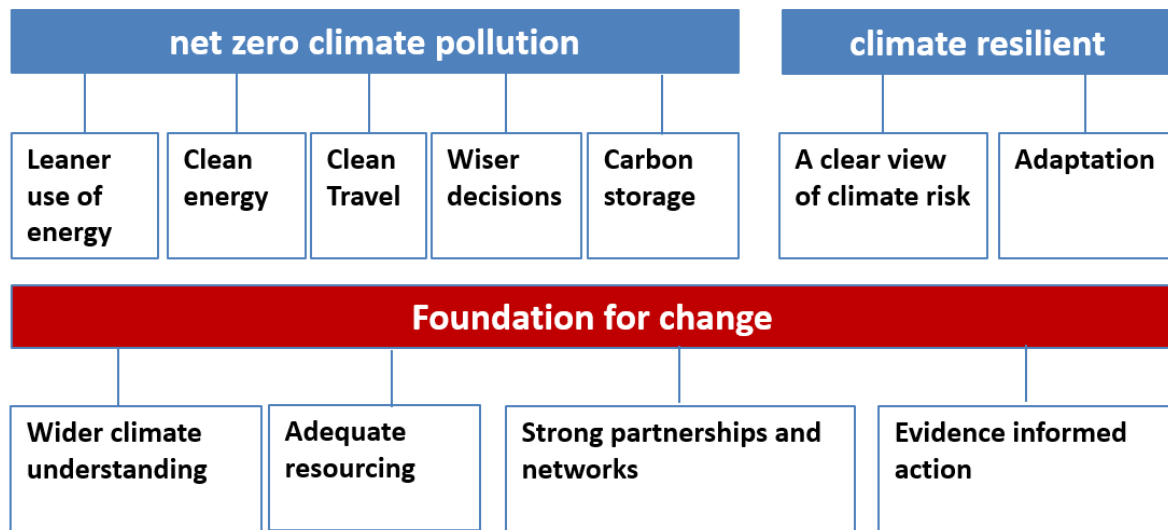 net zero climate pollution
climate resilient
Leaner
use of
energy
Clean
energy
Clean
Travel
Wiser
decisions
Carbon
storage
A clear view
of climate risk
Adaptation
Foundation for change
Wider climate
understanding
Adequate
resourcing
Strong partnerships and
networks
Evidence informed
action